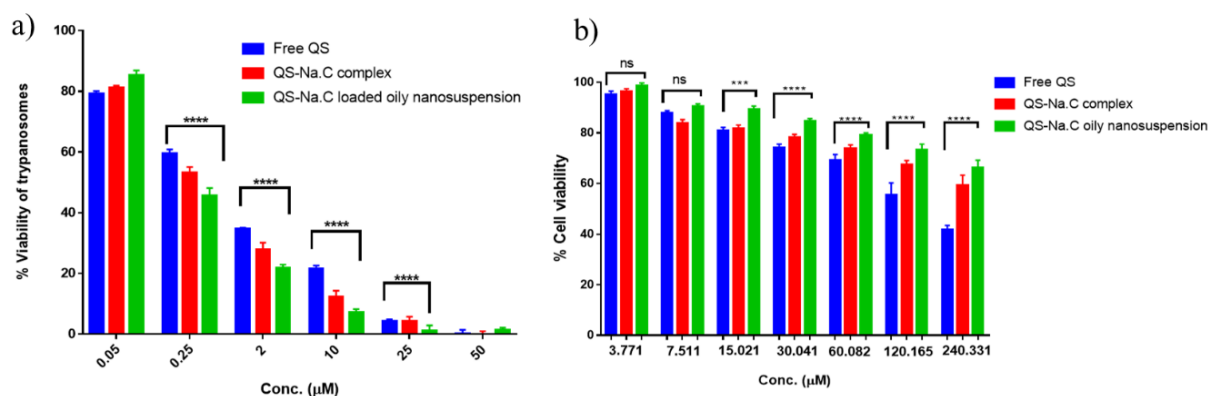 a)
% Viability of trypanosomes
100
80
60
40
20
0
Free QS
QS-Na.C complex
QS-Na.C loaded oily nanosuspension
****
****
****
****
0.05
0.25
2
10
25
50
Conc. (µM)
b)
% Cell viability
100
80
60
40
20
0
ns
ns
***
****
****
****
****
Free QS
QS-Na.C complex
QS-Na.C oily nanosuspension
3.771 7.511 15.021 30.041 60.082 120.165 240.331
Conc. (µM)